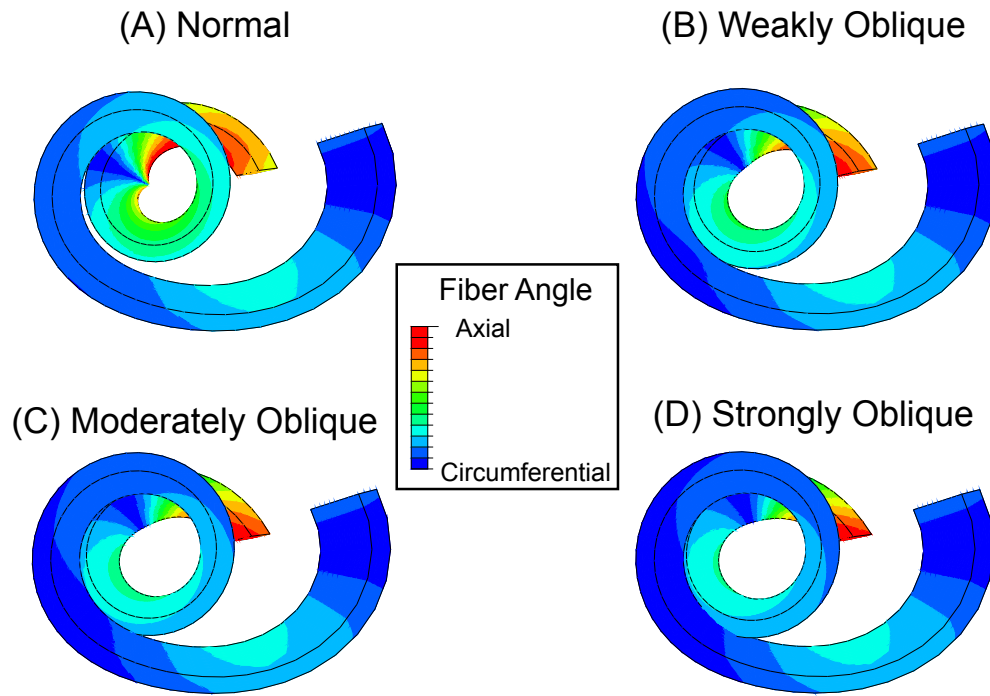 (A) Normal
(B) Weakly Oblique
Fiber Angle
Axial
Circumferential
(C) Moderately Oblique
(D) Strongly Oblique